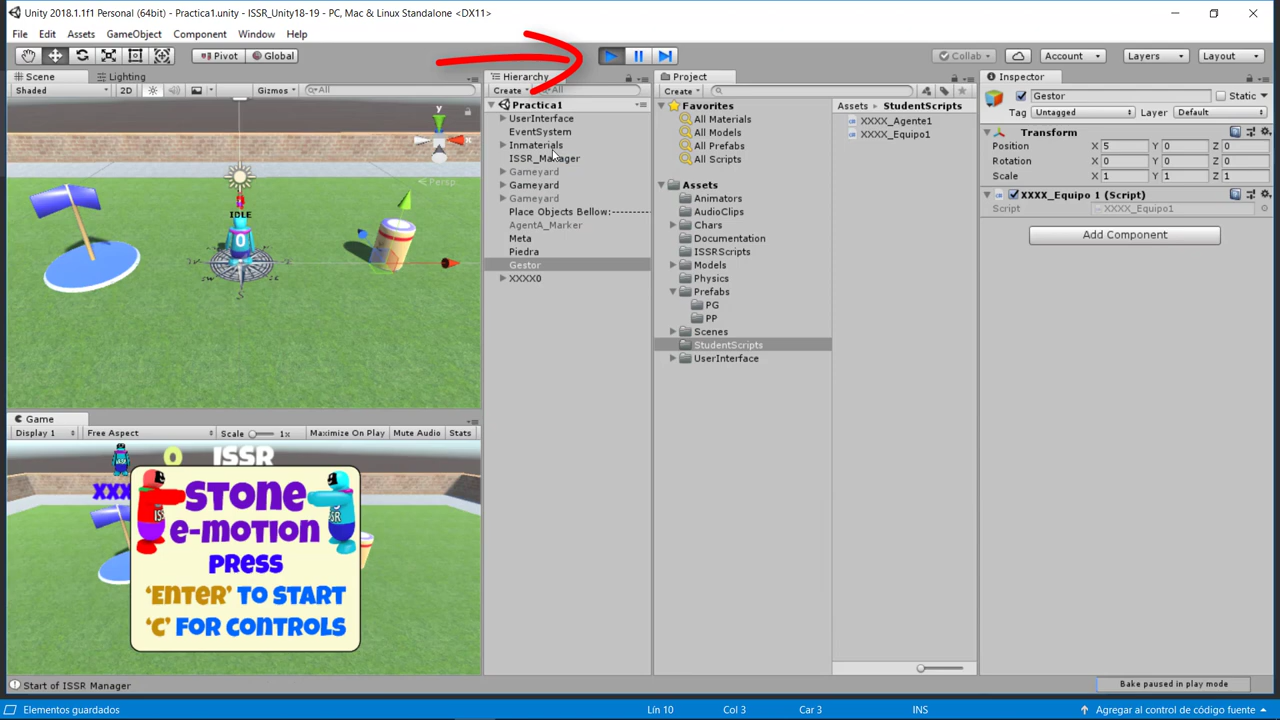 Unity 2018.1.1f1 Personal (64bit) - Practica1.unity - ISSR_Unity18-19 - PC, Mac & Linux Standalone <DX11>
File Edit Assets GameObject Component Window Help
Pivot Global Collab Account Layers Layout
Scene Lighting
Shaded 2D Gizmos All
y
x
Persp
IDLE
0
Game
Display 1 Free Aspect Scale 1x Maximize On Play Mute Audio Stats
0 ISSR
XXX
STONE
e-motion
PRESS
'Enter' TO START
'C' FOR CONTROLS
Hierarchy
Create All
Practica1
UserInterface
EventSystem
Inmaterials
ISSR_Manager
Gameyard
Gameyard
Gameyard
Place Objects Bellow:----------
AgentA_Marker
Meta
Piedra
Gestor
XXXX0
Project
Create
Favorites
All Materials
All Models
All Prefabs
All Scripts
Assets
Animators
AudioClips
Chars
Documentation
ISSRScripts
Models
Physics
Prefabs
PG
PP
Scenes
StudentScripts
UserInterface
Assets StudentScripts
XXXX_Agente1
XXXX_Equipo1
Inspector
Gestor Static
Tag Untagged Layer Default
Transform
Position X 5 Y 0 Z 0
Rotation X 0 Y 0 Z 0
Scale X 1 Y 1 Z 1
XXXX_Equipo 1 (Script)
Script XXXX_Equipo1
Add Component
Start of ISSR Manager
Bake paused in play mode
Elementos guardados Lín 10 Col 3 Car 3 INS Agregar al control de código fuente